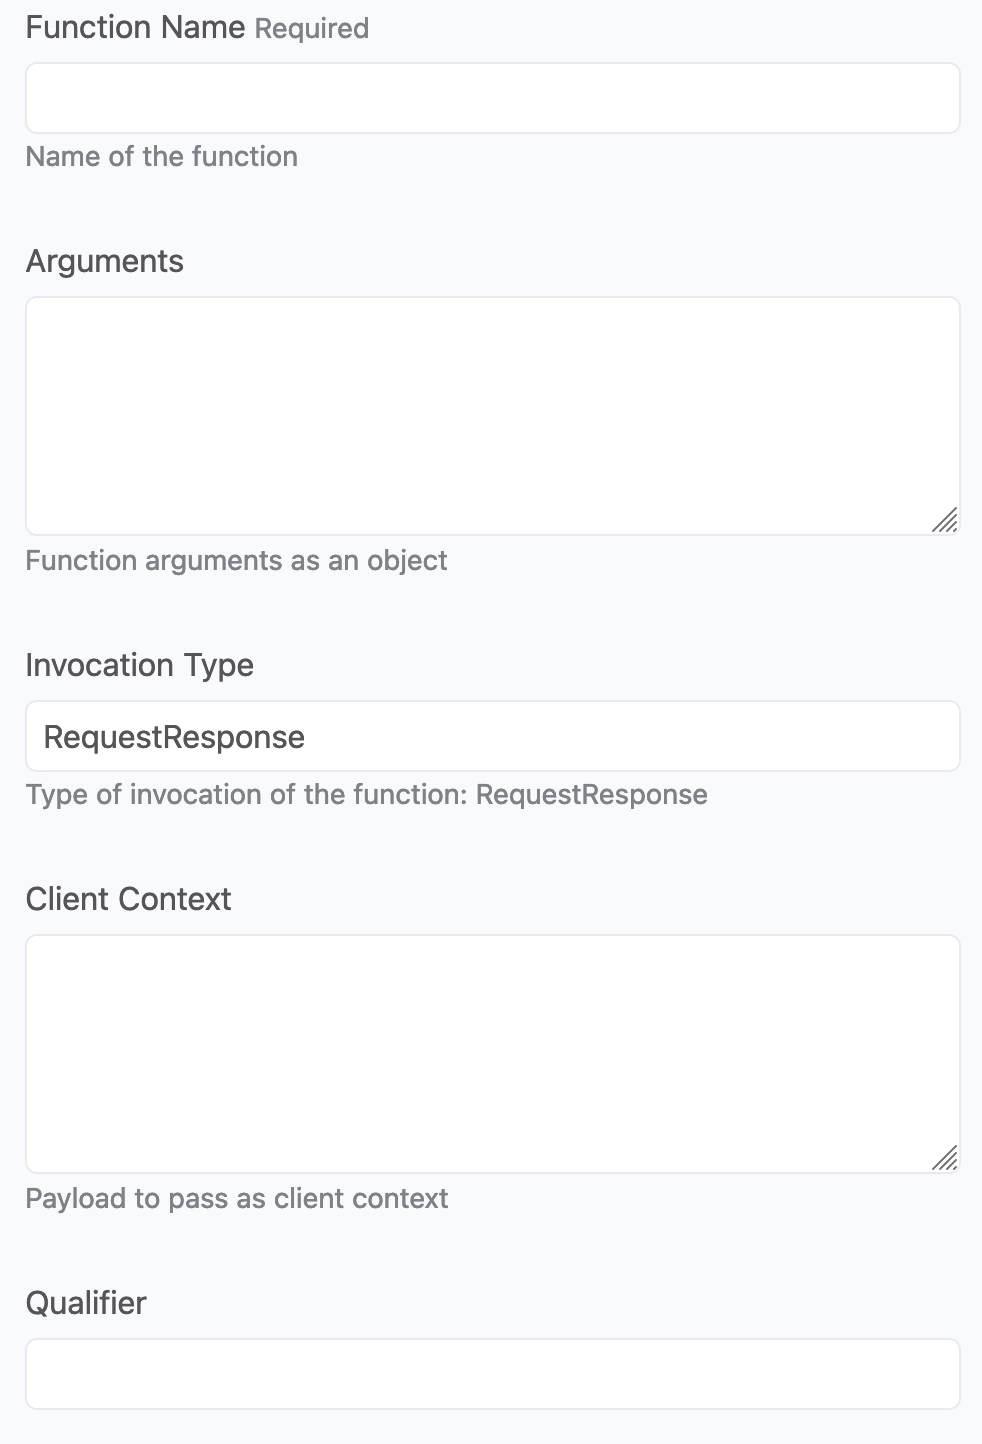 Function Name Required
Name of the function
Arguments
Function arguments as an object
Invocation Type
RequestResponse
Type of invocation of the function: RequestResponse
Client Context
Payload to pass as client context
Qualifier